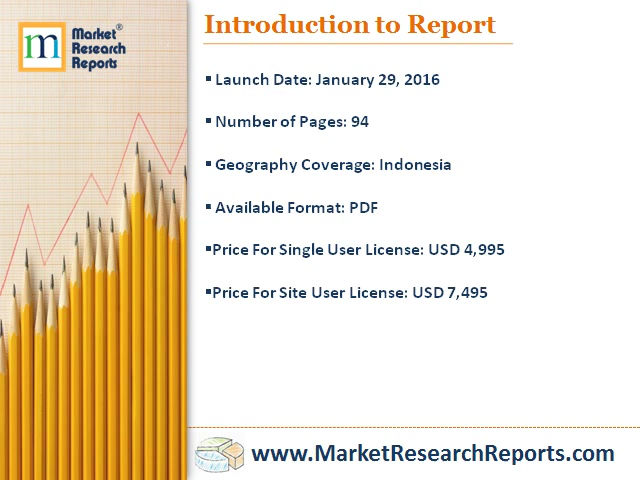 m
Market®
Research
Reports
Introduction to Report
▪ Launch Date: January 29, 2016
▪ Number of Pages: 94
▪ Geography Coverage: Indonesia
▪ Available Format: PDF
▪Price For Single User License: USD 4,995
▪Price For Site User License: USD 7,495
www.MarketResearchReports.com